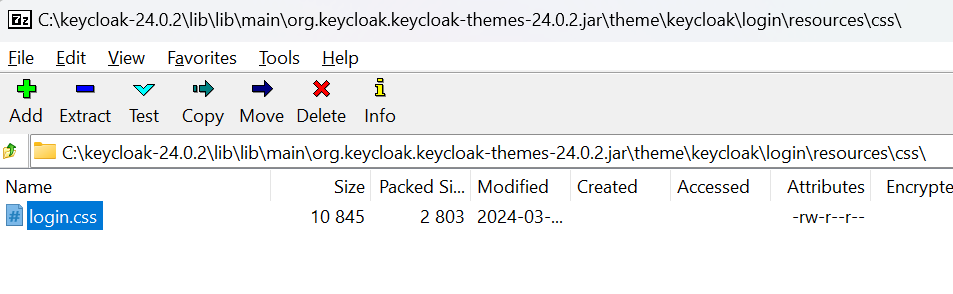 7z C:\keycloak-24.0.2\lib\lib\main\org.keycloak.keycloak-themes-24.0.2.jar\theme\keycloak\login\resources\css\
File Edit View Favorites Tools Help
Add Extract Test Copy Move Delete Info
C:\keycloak-24.0.2\lib\lib\main\org.keycloak.keycloak-themes-24.0.2.jar\theme\keycloak\login\resources\css\
Name Size Packed Si... Modified Created Accessed Attributes Encrypte
login.css 10 845 2 803 2024-03-... -rw-r--r--